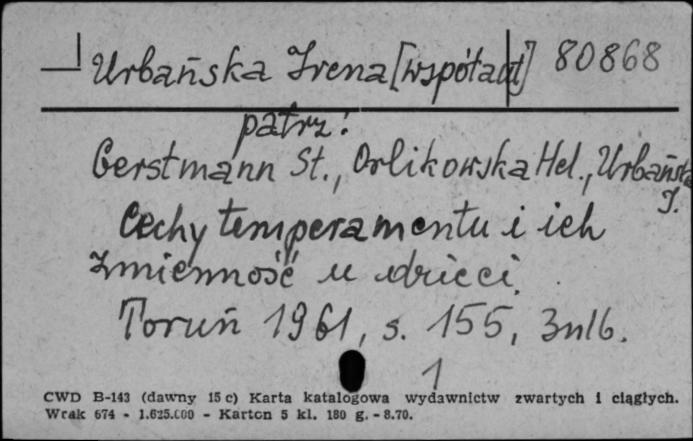 Urbańska Irena [współaut] 80868
patrz:
Gerstmann St., Orlikowska Hel., Urbańska
I.
Cechy temperamentu i ich
zmienność u dzieci.
Toruń 1961, s. 155, 3nlb.
1
CWD B-143 (dawny 15 c) Karta katalogowa wydawnictw zwartych i ciągłych.
Wrak 674 - 1.625.000 - Karton 5 kl. 180 g. - 8.70.